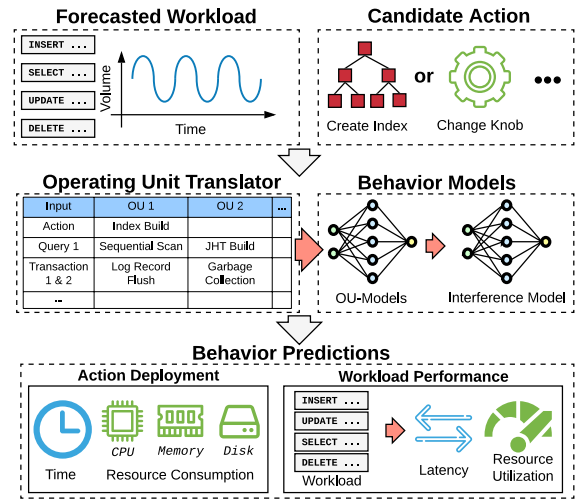 Forecasted Workload
INSERT ...
SELECT ...
UPDATE ...
DELETE ...
Volume
Time
Candidate Action
or
...
Create Index
Change Knob
Operating Unit Translator
Input OU 1 OU 2 ...
Action Index Build
Query 1 Sequential Scan JHT Build
Transaction Log Record Garbage
1 & 2 Flush Collection
...
Behavior Models
OU-Models
Interference Model
Behavior Predictions
Action Deployment
Time
CPU
Memory
Disk
Resource Consumption
Workload Performance
INSERT ...
UPDATE ...
SELECT ...
DELETE ...
Workload
Latency
Resource
Utilization